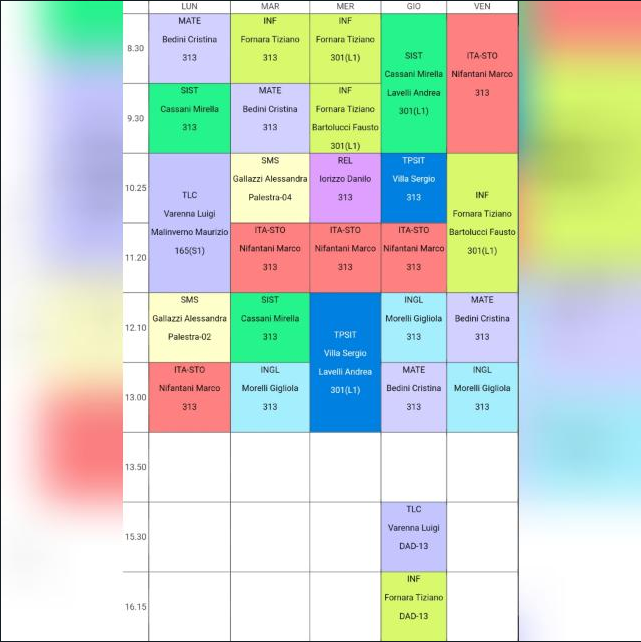 LUN MAR MER GIO VEN
8.30
MATE
Bedini Cristina
313
INF
Fornara Tiziano
313
INF
Fornara Tiziano
301(L1)
SIST
Cassani Mirella
Lavelli Andrea
301(L1)
ITA-STO
Nifantani Marco
313
9.30
SIST
Cassani Mirella
313
MATE
Bedini Cristina
313
INF
Fornara Tiziano
Bartolucci Fausto
301(L1)
10.25
TLC
Varenna Luigi
Malinverno Maurizio
165(S1)
SMS
Gallazzi Alessandra
Palestra-04
REL
Iorizzo Danilo
313
TPSIT
Villa Sergio
313
INF
Fornara Tiziano
Bartolucci Fausto
301(L1)
11.20
ITA-STO
Nifantani Marco
313
ITA-STO
Nifantani Marco
313
ITA-STO
Nifantani Marco
313
12.10
SMS
Gallazzi Alessandra
Palestra-02
SIST
Cassani Mirella
313
TPSIT
Villa Sergio
Lavelli Andrea
301(L1)
INGL
Morelli Gigliola
313
MATE
Bedini Cristina
313
13.00
ITA-STO
Nifantani Marco
313
INGL
Morelli Gigliola
313
MATE
Bedini Cristina
313
INGL
Morelli Gigliola
313
13.50
15.30
TLC
Varenna Luigi
DAD-13
16.15
INF
Fornara Tiziano
DAD-13